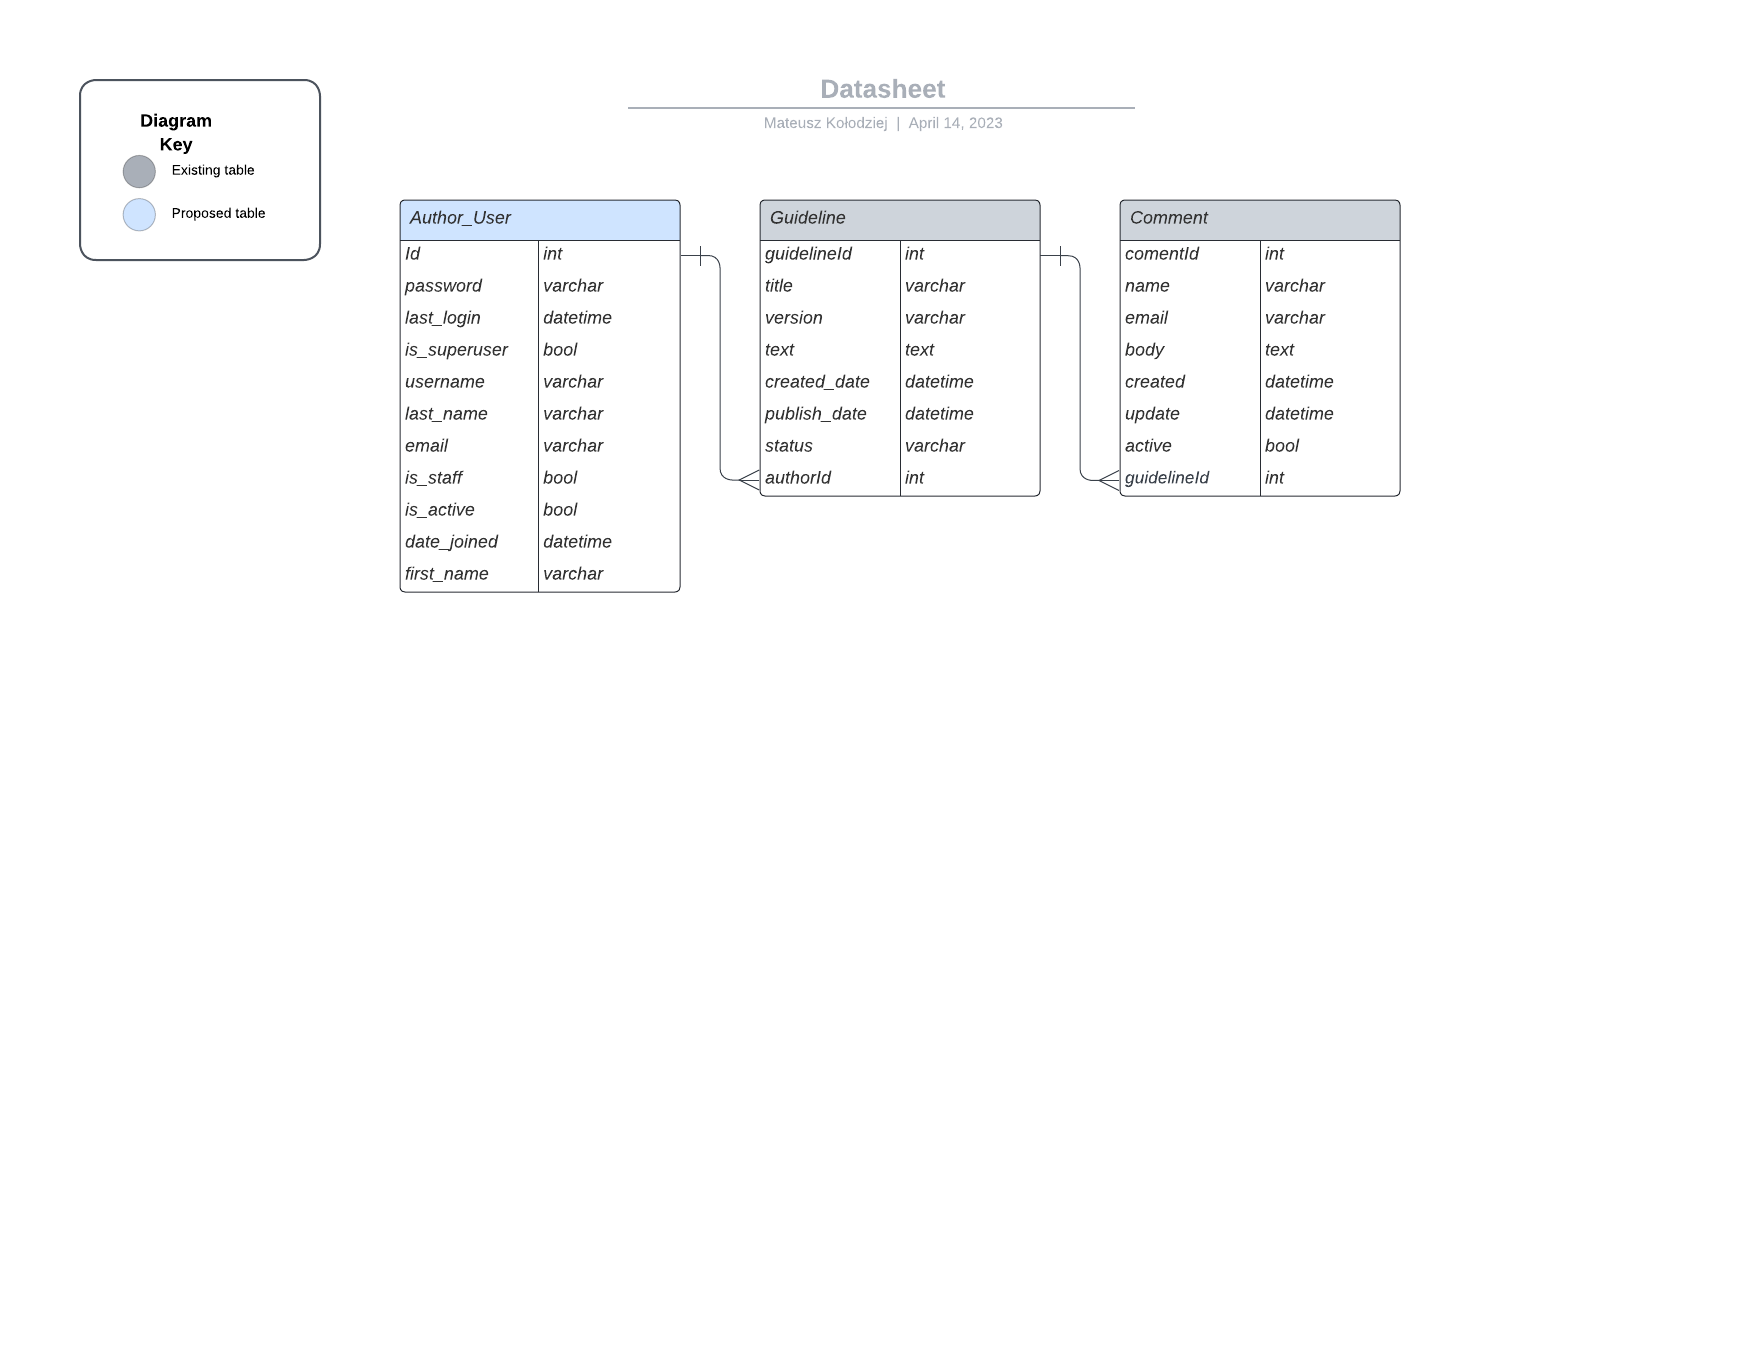 Datasheet
Mateusz Kołodziej | April 14, 2023
Diagram
Key
Existing table
Proposed table
Author_User
Id int
password varchar
last_login datetime
is_superuser bool
username varchar
last_name varchar
email varchar
is_staff bool
is_active bool
date_joined datetime
first_name varchar
Guideline
guidelineId int
title varchar
version varchar
text text
created_date datetime
publish_date datetime
status varchar
authorId int
Comment
comentId int
name varchar
email varchar
body text
created datetime
update datetime
active bool
guidelineId int